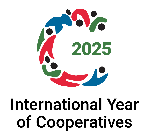 2025
International Year
of Cooperatives